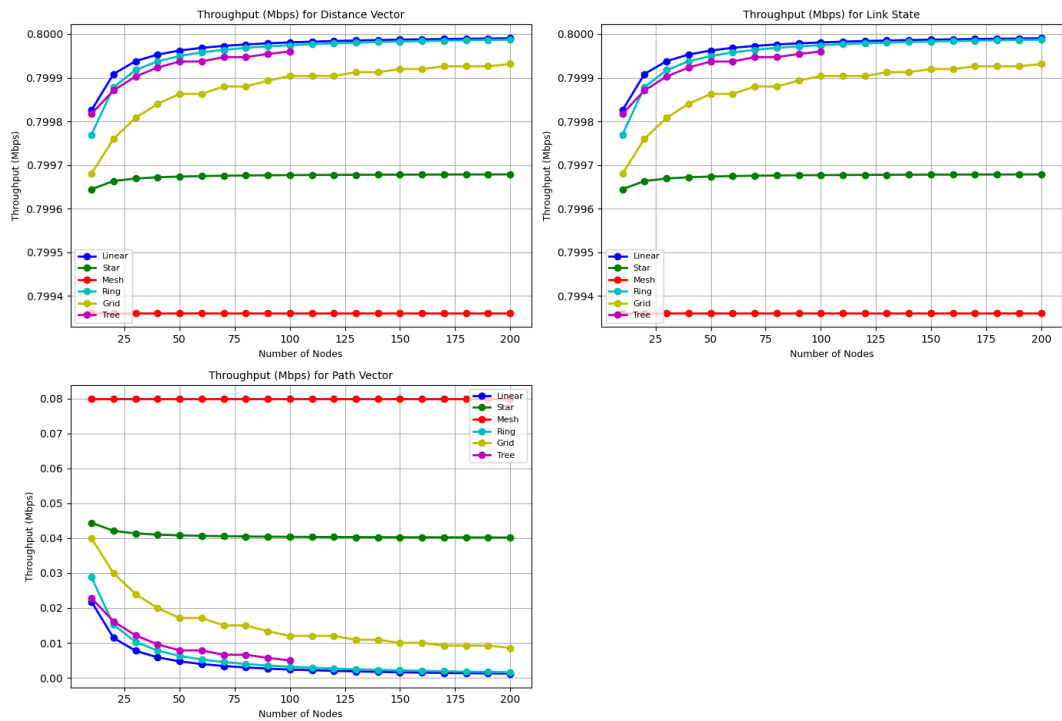 Throughput (Mbps) for Distance Vector
Throughput (Mbps)
0.8000
0.7999
0.7998
0.7997
0.7996
0.7995
0.7994
Linear
Star
Mesh
Ring
Grid
Tree
25 50 75 100 125 150 175 200
Number of Nodes
Throughput (Mbps) for Link State
Throughput (Mbps)
0.8000
0.7999
0.7998
0.7997
0.7996
0.7995
0.7994
Linear
Star
Mesh
Ring
Grid
Tree
25 50 75 100 125 150 175 200
Number of Nodes
Throughput (Mbps) for Path Vector
Throughput (Mbps)
0.08
0.07
0.06
0.05
0.04
0.03
0.02
0.01
0.00
Linear
Star
Mesh
Ring
Grid
Tree
25 50 75 100 125 150 175 200
Number of Nodes